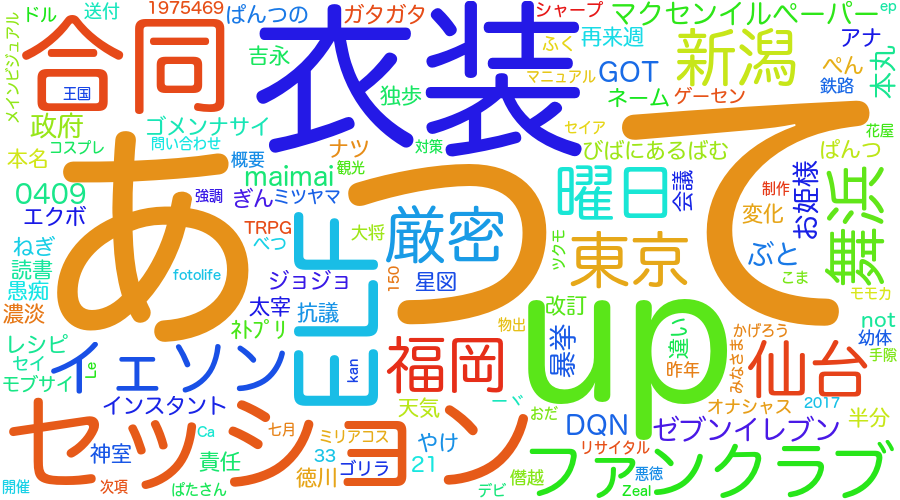 ドル
送付
1975469
ぱんつの
ガタガタ
シャープ
マクセンイルペーパー
ep
メインビジュアル
合同
王国
吉永
衣装
ふく
再来週
マニュアル
GOT
新潟
アナ
ぺん
鉄路
本丸
独歩
ネーム
ゲーセン
政府
ゴメンナサイ
コスプレ
問い合わせ
本名
概要
ナツ
観光
対策
セイア
びばにあるばむ
ぱんつ
花屋
0409
maimai
強調
ぎん
ミツヤマ
エクボ
あって
曜日
会議
制作
お姫様
変化
舞浜
TRPG
べつ
大将
厳密
ツクモ
東京
ぶと
こま
ねぎ
読書
愚痴
fotolife
ELF
ジョジョ
150
星図
モモカ
濃淡
太宰
抗議
ネトプリ
物出
改訂
up
暴挙
違い
かげろう
みなさま
not
幼体
手隙
レシピ
セイ
モブサイ
Le
イェソン
kan
福岡
昨年
仙台
インスタント
天気
一ヾ
おだ
DQN
オナシャス
2017
半分
セッション
神室
Ca
七月
ミリアコス
やけ
リサイタル
ゼブンイレブン
責任
33
ゴリラ
21
ファンクラブ
開催
次項
ぱたさん
徳川
デビ
僭越
Zeal
悪徳